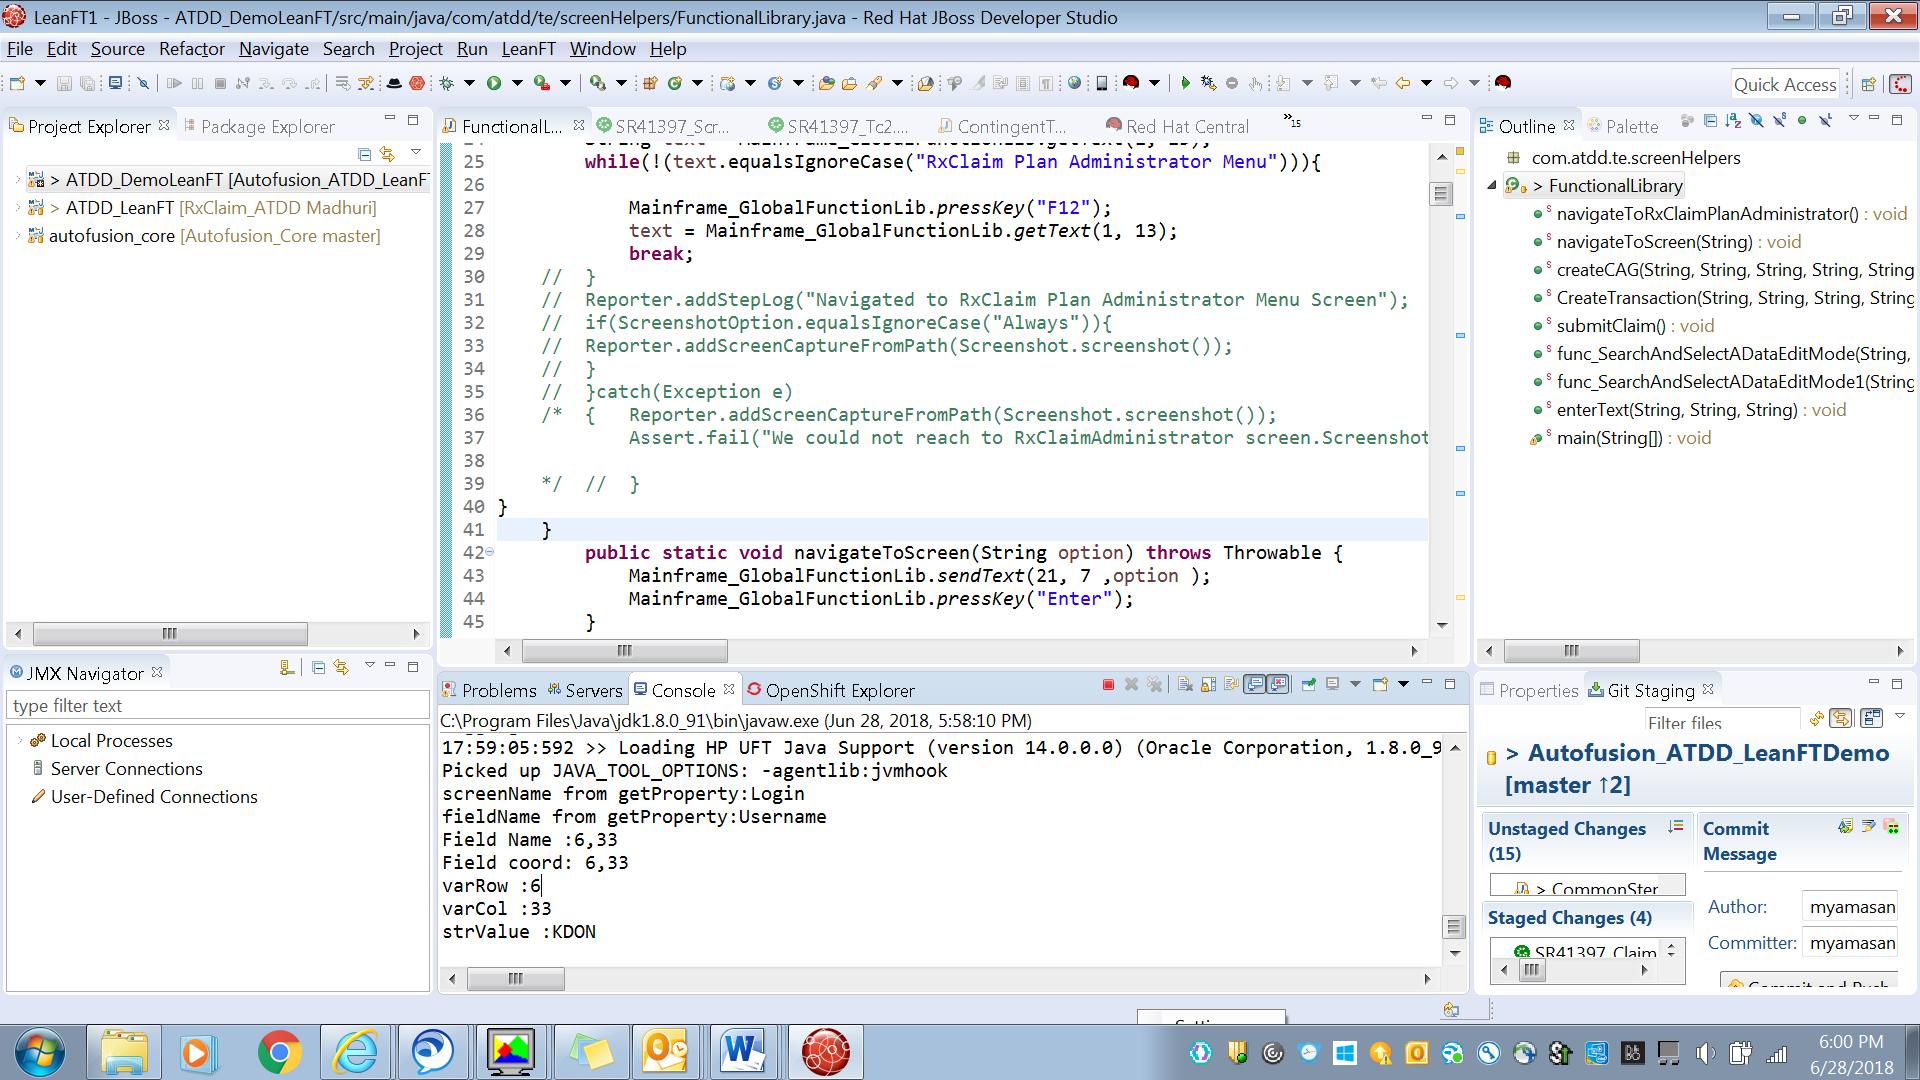 LeanFT1 - JBoss - ATDD_DemoLeanFT/src/main/java/com/atdd/te/screenHelpers/FunctionalLibrary.java - Red Hat JBoss Developer Studio
File Edit Source Refactor Navigate Search Project Run LeanFT Window Help
Quick Access
Project Explorer Package Explorer
> ATDD_DemoLeanFT [Autofusion_ATDD_LeanF
> ATDD_LeanFT [RxClaim_ATDD Madhuri]
autofusion_core [Autofusion_Core master]
FunctionalL... SR41397_Scr... SR41397_Tc2.... ContingentT... Red Hat Central »15
25 while(!(text.equalsIgnoreCase("RxClaim Plan Administrator Menu"))){
26
27 Mainframe_GlobalFunctionLib.pressKey("F12");
28 text = Mainframe_GlobalFunctionLib.getText(1, 13);
29 break;
30 // }
31 // Reporter.addStepLog("Navigated to RxClaim Plan Administrator Menu Screen");
32 // if(ScreenshotOption.equalsIgnoreCase("Always")){
33 // Reporter.addScreenCaptureFromPath(Screenshot.screenshot());
34 // }
35 // }catch(Exception e)
36 /* { Reporter.addScreenCaptureFromPath(Screenshot.screenshot());
37 Assert.fail("We could not reach to RxClaimAdministrator screen.Screenshot
38
39 */ // }
40 }
41 }
42 public static void navigateToScreen(String option) throws Throwable {
43 Mainframe_GlobalFunctionLib.sendText(21, 7 ,option );
44 Mainframe_GlobalFunctionLib.pressKey("Enter");
45 }
Outline Palette
com.atdd.te.screenHelpers
> FunctionalLibrary
navigateToRxClaimPlanAdministrator() : void
navigateToScreen(String) : void
createCAG(String, String, String, String, String
CreateTransaction(String, String, String, String
submitClaim() : void
func_SearchAndSelectADataEditMode(String,
func_SearchAndSelectADataEditMode1(String
enterText(String, String, String) : void
main(String[]) : void
JMX Navigator
type filter text
Local Processes
Server Connections
User-Defined Connections
Problems Servers Console OpenShift Explorer
C:\Program Files\Java\jdk1.8.0_91\bin\javaw.exe (Jun 28, 2018, 5:58:10 PM)
17:59:05:592 >> Loading HP UFT Java Support (version 14.0.0.0) (Oracle Corporation, 1.8.0_9
Picked up JAVA_TOOL_OPTIONS: -agentlib:jvmhook
screenName from getProperty:Login
fieldName from getProperty:Username
Field Name :6,33
Field coord: 6,33
varRow :6
varCol :33
strValue :KDON
Properties Git Staging
Filter files
> Autofusion_ATDD_LeanFTDemo
[master ↑2]
Unstaged Changes
(15)
> CommonSter
Staged Changes (4)
SR41397 Claim
Commit
Message
Author: myamasan
Committer: myamasan
Commit and Push
6:00 PM
6/28/2018